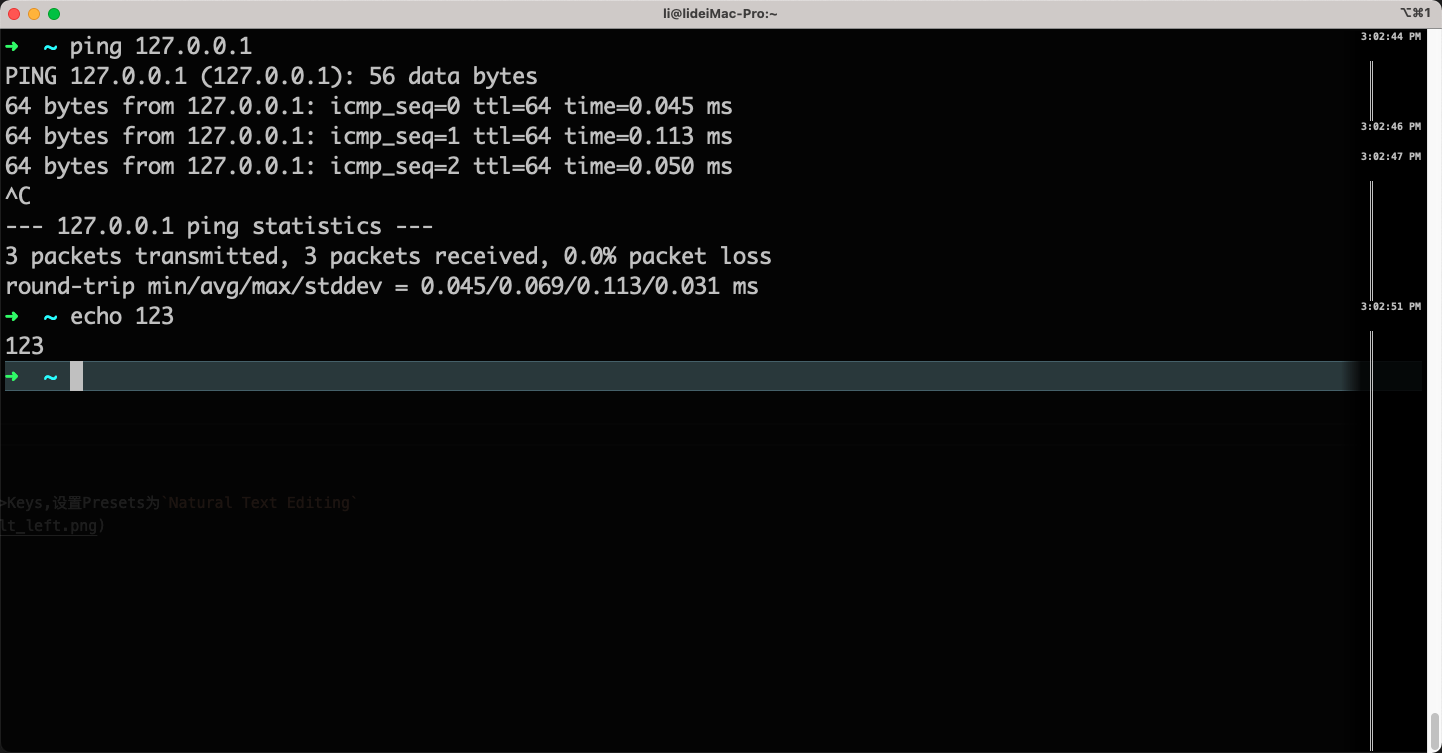 li@lideiMac-Pro:~ ⌥⌘1
➜ ~ ping 127.0.0.1 3:02:44 PM
PING 127.0.0.1 (127.0.0.1): 56 data bytes
64 bytes from 127.0.0.1: icmp_seq=0 ttl=64 time=0.045 ms
64 bytes from 127.0.0.1: icmp_seq=1 ttl=64 time=0.113 ms 3:02:46 PM
64 bytes from 127.0.0.1: icmp_seq=2 ttl=64 time=0.050 ms 3:02:47 PM
^C
--- 127.0.0.1 ping statistics ---
3 packets transmitted, 3 packets received, 0.0% packet loss
round-trip min/avg/max/stddev = 0.045/0.069/0.113/0.031 ms
➜ ~ echo 123 3:02:51 PM
123
➜ ~
>Keys,设置Presets为`Natural Text Editing`
lt_left.png)